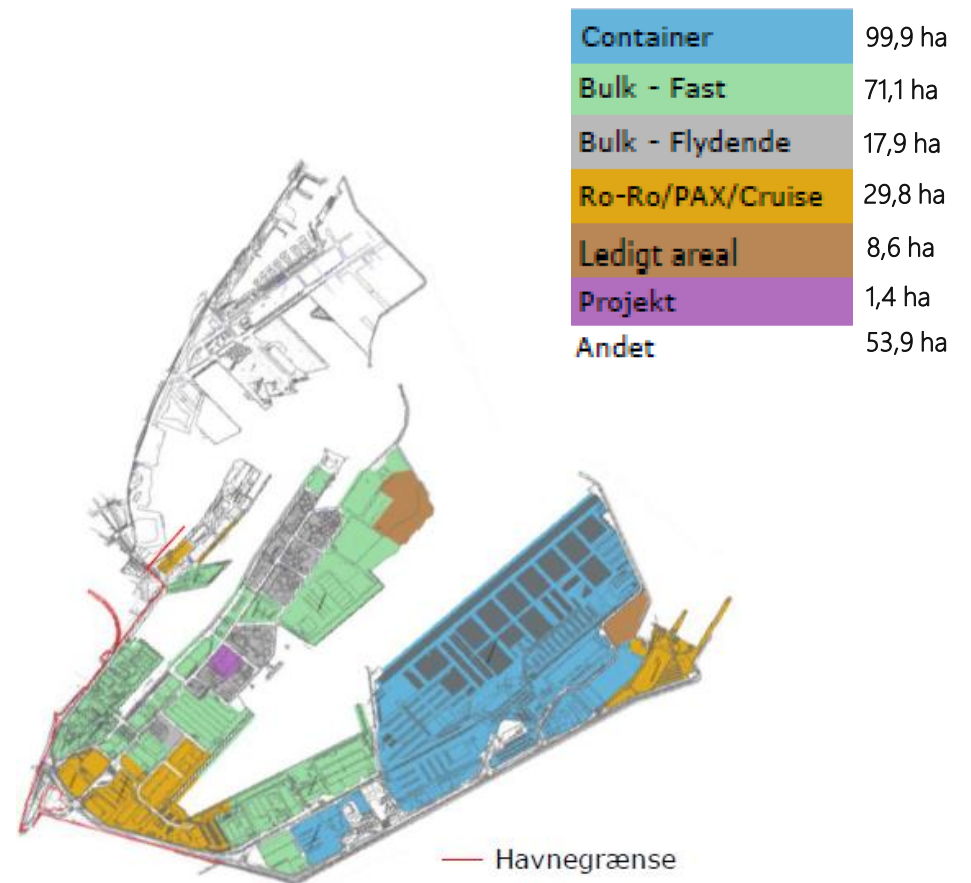 Container 99,9 ha
Bulk - Fast 71,1 ha
Bulk - Flydende 17,9 ha
Ro-Ro/PAX/Cruise 29,8 ha
Ledigt areal 8,6 ha
Projekt 1,4 ha
Andet 53,9 ha
Havnegrænse